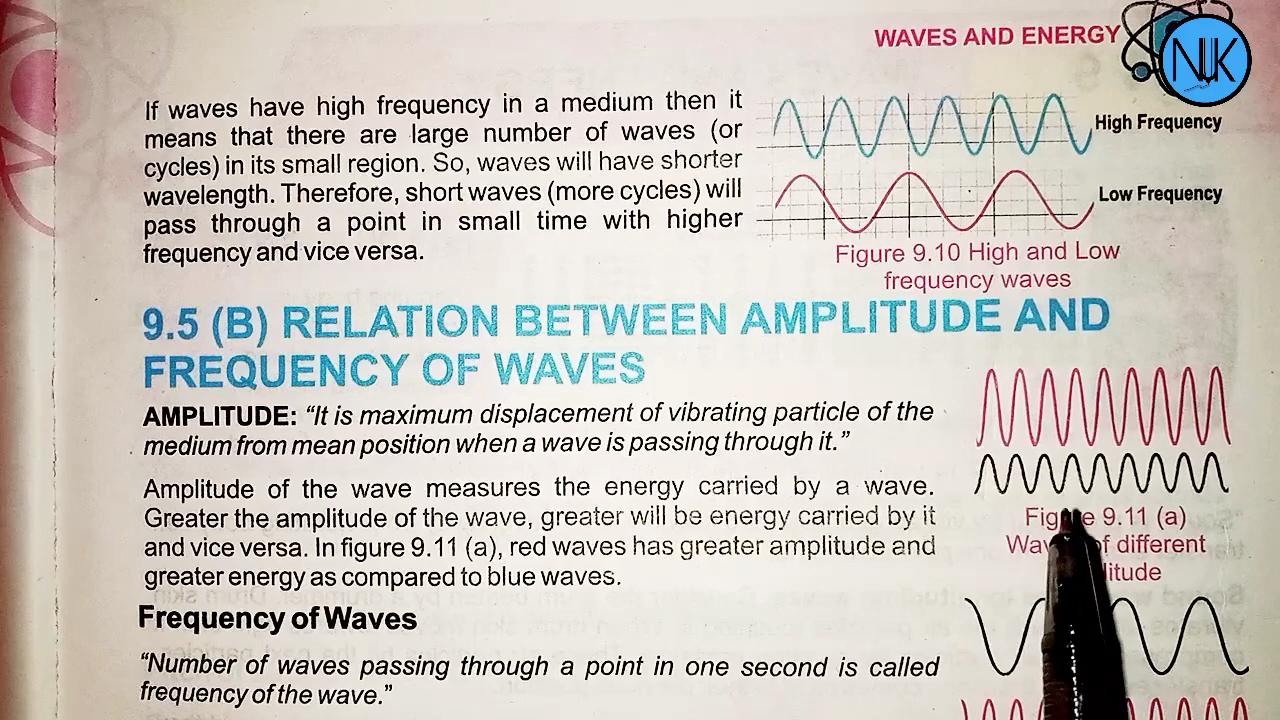 WAVES AND ENERGY
NJK
If waves have high frequency in a medium then it
means that there are large number of waves (or
cycles) in its small region. So, waves will have shorter
wavelength. Therefore, short waves (more cycles) will
pass through a point in small time with higher
frequency and vice versa.
High Frequency
Low Frequency
Figure 9.10 High and Low
frequency waves
9.5 (B) RELATION BETWEEN AMPLITUDE AND
FREQUENCY OF WAVES
AMPLITUDE: “It is maximum displacement of vibrating particle of the
medium from mean position when a wave is passing through it.”
Amplitude of the wave measures the energy carried by a wave.
Greater the amplitude of the wave, greater will be energy carried by it
and vice versa. In figure 9.11 (a), red waves has greater amplitude and
greater energy as compared to blue waves.
9.11 (a)
of different
Frequency of Waves
“Number of waves passing through a point in one second is called
frequency of the wave.”